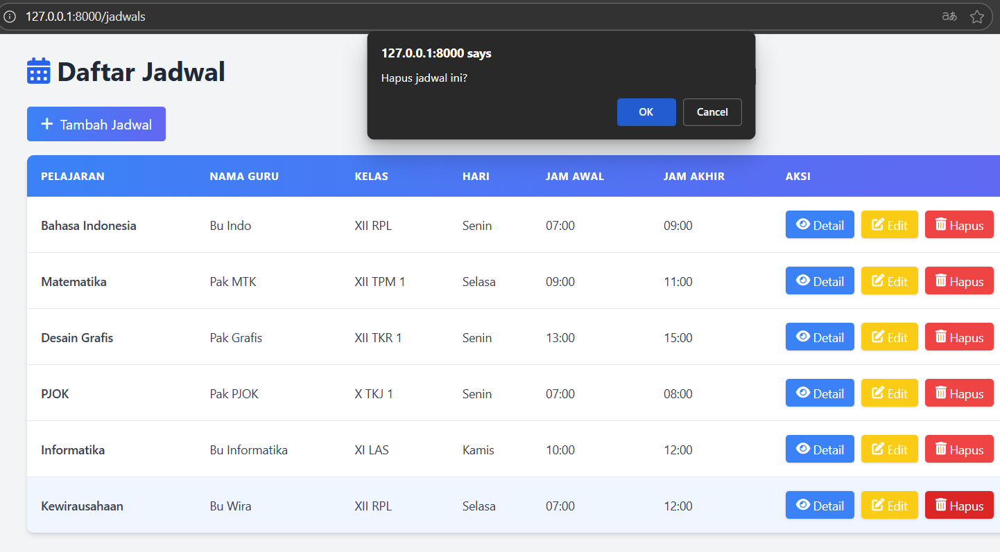 127.0.0.1:8000/jadwals
127.0.0.1:8000 says
Hapus jadwal ini?
OK Cancel
Daftar Jadwal
+ Tambah Jadwal
PELAJARAN NAMA GURU KELAS HARI JAM AWAL JAM AKHIR AKSI
Bahasa Indonesia Bu Indo XII RPL Senin 07:00 09:00 Detail Edit Hapus
Matematika Pak MTK XII TPM 1 Selasa 09:00 11:00 Detail Edit Hapus
Desain Grafis Pak Grafis XII TKR 1 Senin 13:00 15:00 Detail Edit Hapus
PJOK Pak PJOK X TKJ 1 Senin 07:00 08:00 Detail Edit Hapus
Informatika Bu Informatika XI LAS Kamis 10:00 12:00 Detail Edit Hapus
Kewirausahaan Bu Wira XII RPL Selasa 07:00 12:00 Detail Edit Hapus